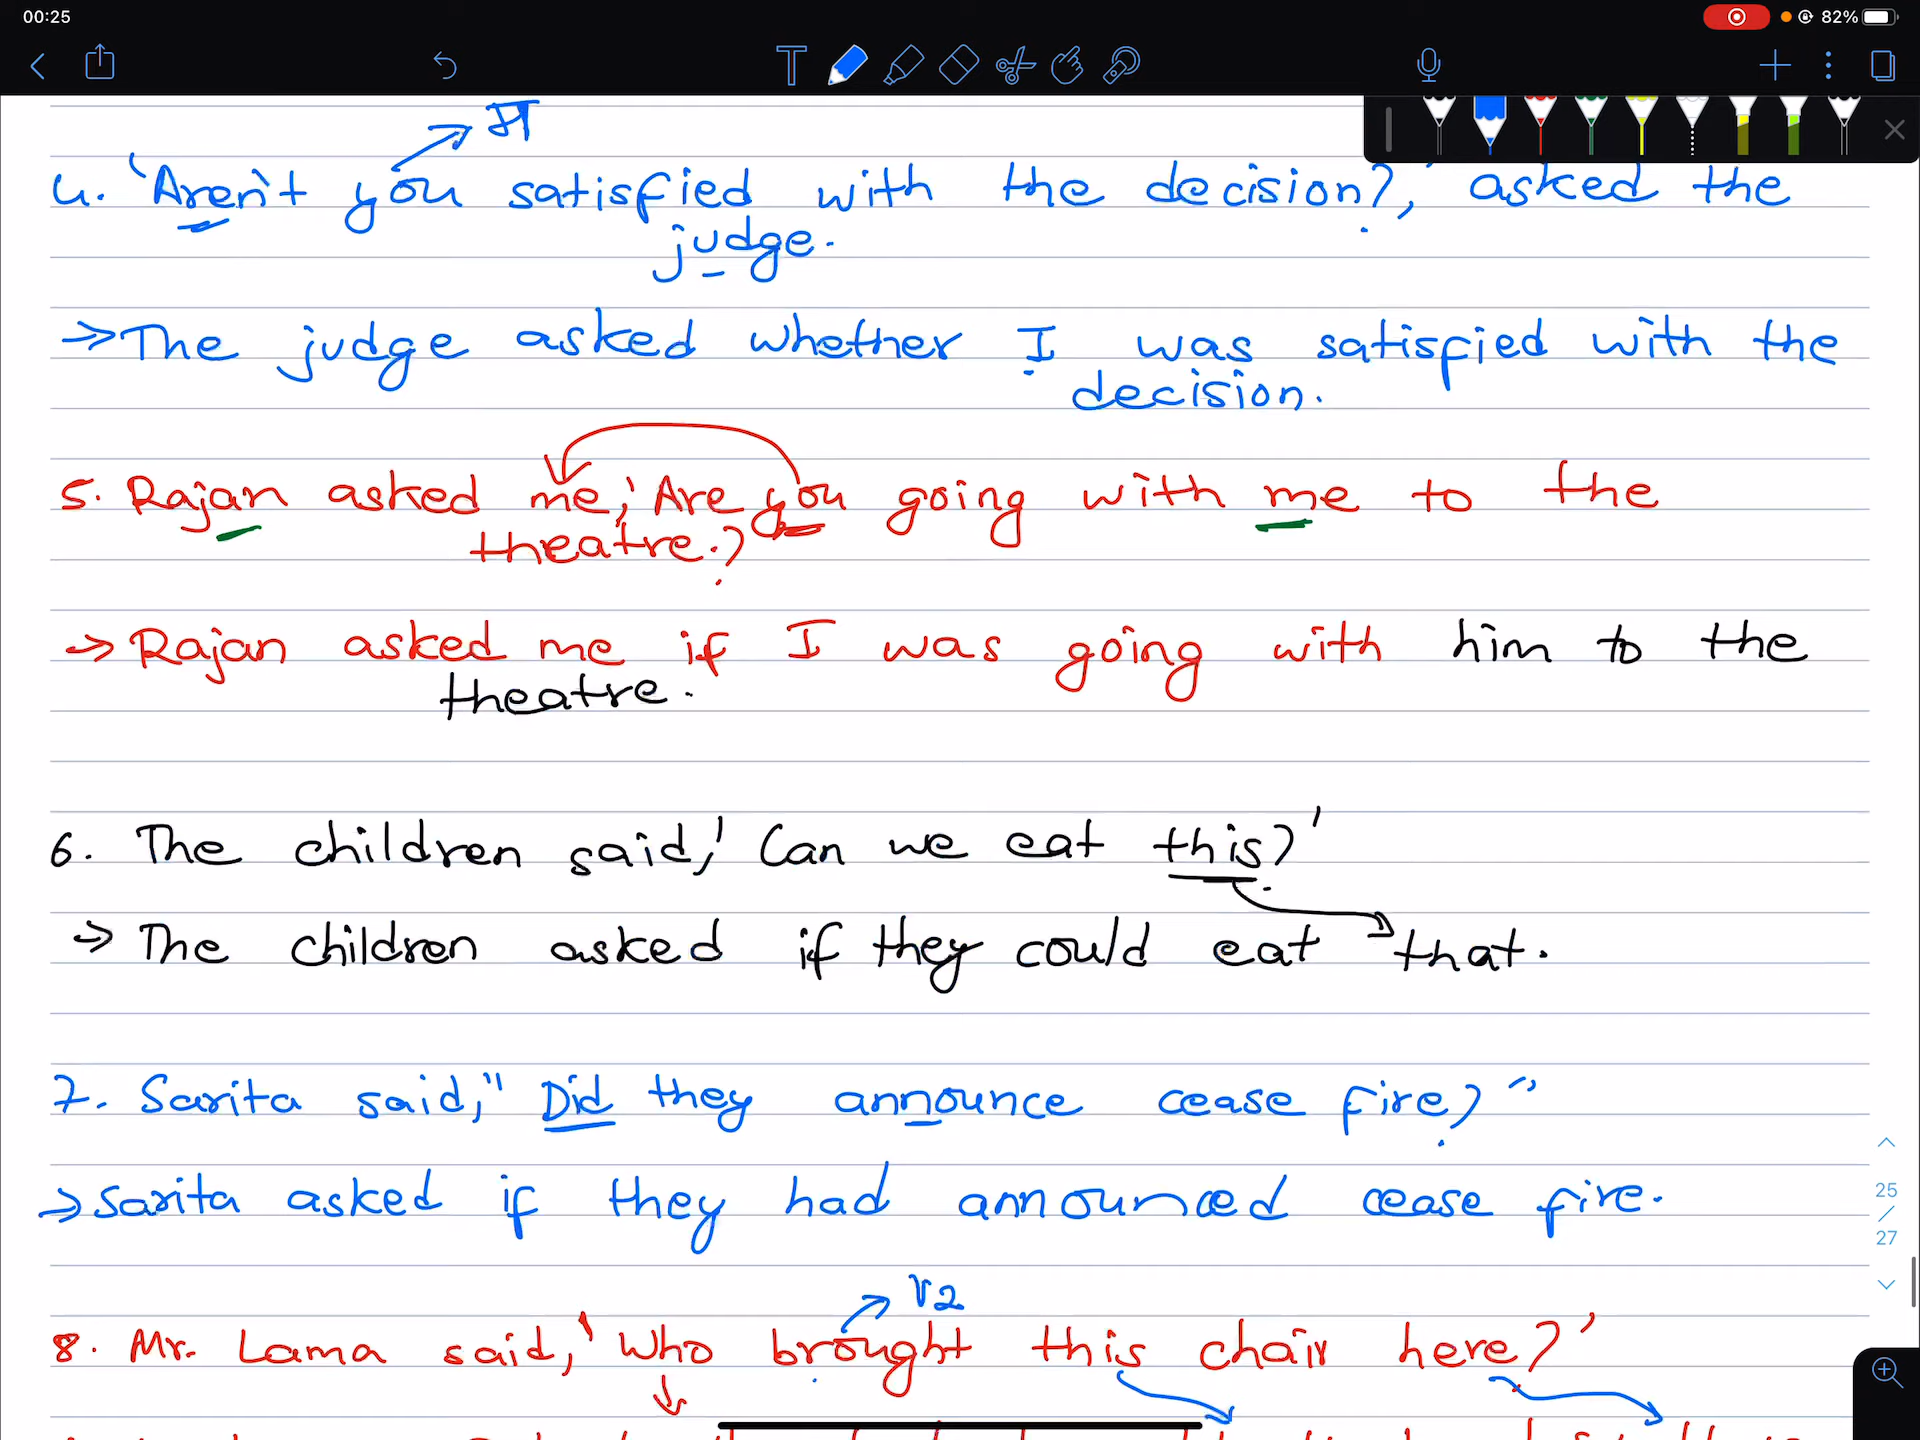 00:25
82%
म
4. 'Aren't you satisfied with the decision?,' asked the
judge.
→ The judge asked whether I was satisfied with the
decision.
5. Rajan asked me,' Are you going with me to the
theatre.?
→ Rajan asked me if I was going with him to the
theatre.
6. The children said,' Can we eat this?'
→ The children asked if they could eat that.
7. Sarita said," Did they announce cease fire?"
→ Sarita asked if they had announced cease fire.
25
/
27
V2
8. Mr. Lama said,' Who brought this chair here?'